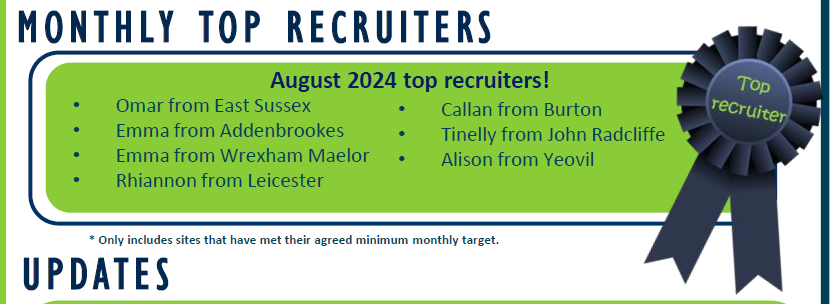 MONTHLY TOP RECRUITERS
August 2024 top recruiters!
• Omar from East Sussex
• Emma from Addenbrookes
• Emma from Wrexham Maelor
• Rhiannon from Leicester
• Callan from Burton
• Tinelly from John Radcliffe
• Alison from Yeovil
Top
recruiter
* Only includes sites that have met their agreed minimum monthly target.
UPDATES